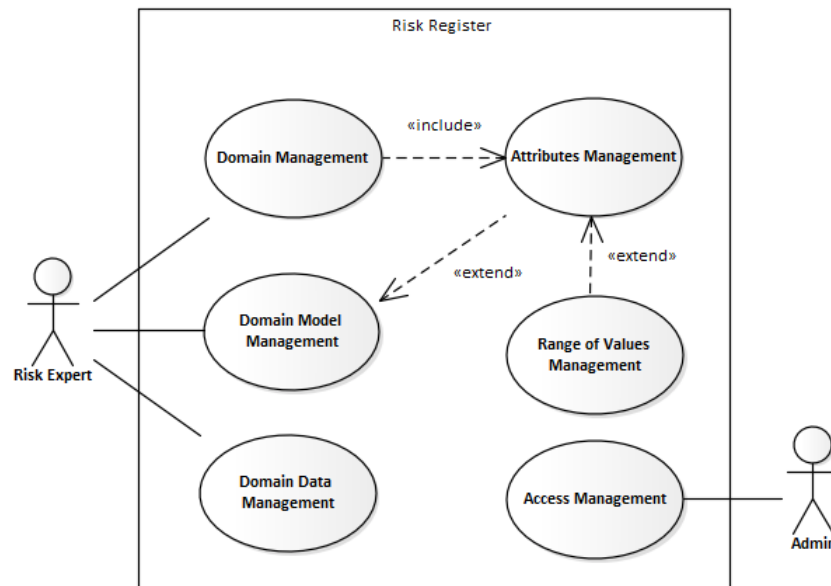 Risk Register
«include»
Domain Management
Attributes Management
«extend»
«extend»
Domain Model
Management
Range of Values
Management
Risk Expert
Domain Data
Management
Access Management
Admin